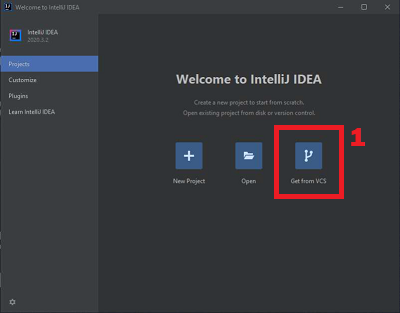 Welcome to IntelliJ IDEA
IntelliJ IDEA
2020.3.2
Projects
Customize
Plugins
Learn IntelliJ IDEA
Welcome to IntelliJ IDEA
Create a new project to start from scratch.
Open existing project from disk or version control.
New Project
Open
Get from VCS
1